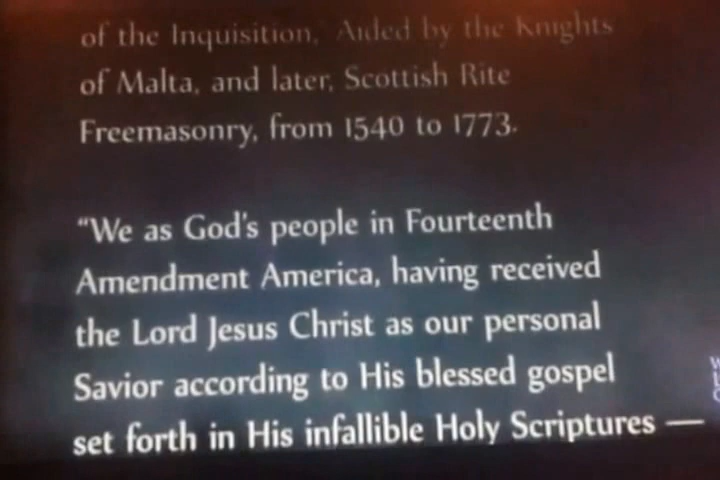 of the Inquisition, Aided by the Knights
of Malta, and later, Scottish Rite
Freemasonry, from 1540 to 1773.
“We as God's people in Fourteenth
Amendment America, having received
the Lord Jesus Christ as our personal
Savior according to His blessed gospel
set forth in His infallible Holy Scriptures —